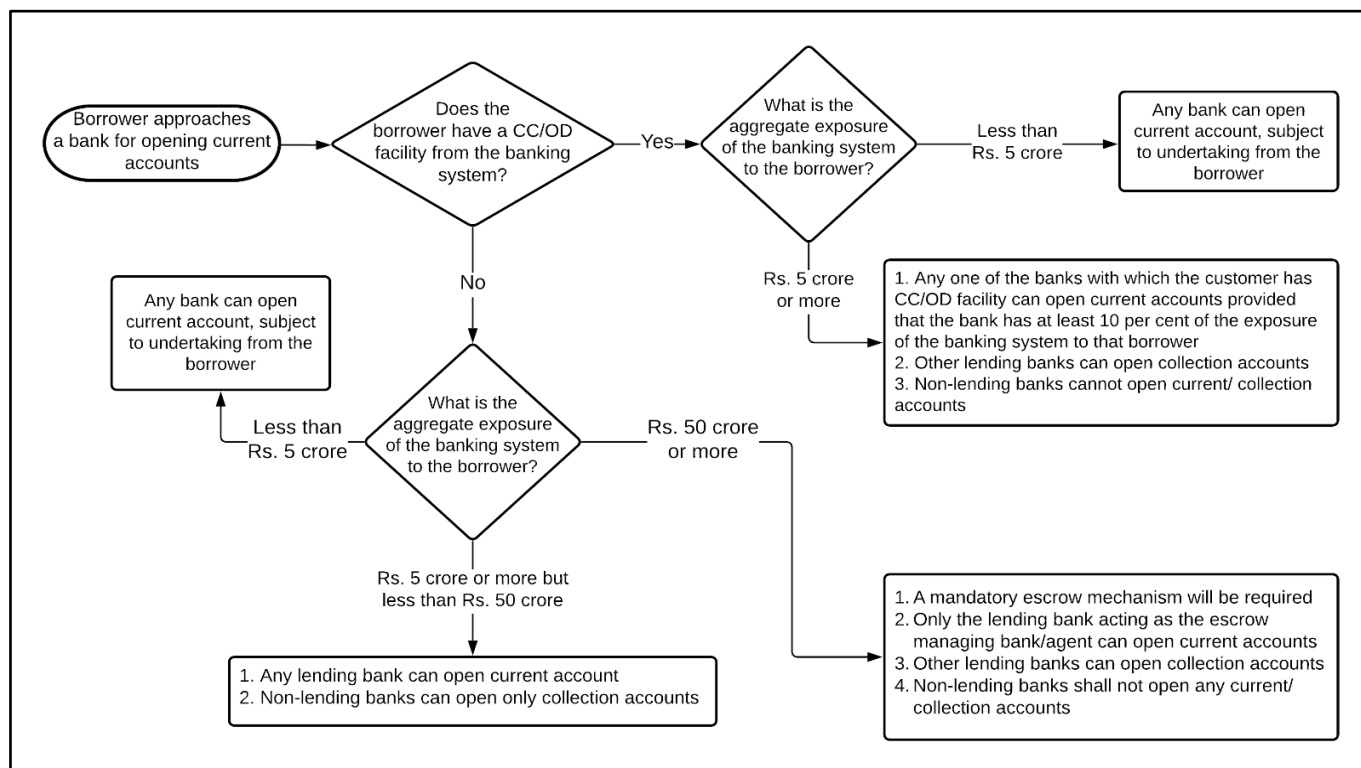 Borrower approaches
a bank for opening current
accounts
Does the
borrower have a CC/OD
facility from the banking
system?
Yes
What is the
aggregate exposure
of the banking system
to the borrower?
Less than
Rs. 5 crore
Any bank can open
current account, subject
to undertaking from the
borrower
No
Rs. 5 crore
or more
1. Any one of the banks with which the customer has
CC/OD facility can open current accounts provided
that the bank has at least 10 per cent of the exposure
of the banking system to that borrower
2. Other lending banks can open collection accounts
3. Non-lending banks cannot open current/ collection
accounts
Any bank can open
current account, subject
to undertaking from the
borrower
Less than
Rs. 5 crore
What is the
aggregate exposure
of the banking system
to the borrower?
Rs. 50 crore
or more
Rs. 5 crore or more but
less than Rs. 50 crore
1. Any lending bank can open current account
2. Non-lending banks can open only collection accounts
1. A mandatory escrow mechanism will be required
2. Only the lending bank acting as the escrow
managing bank/agent can open current accounts
3. Other lending banks can open collection accounts
4. Non-lending banks shall not open any current/
collection accounts